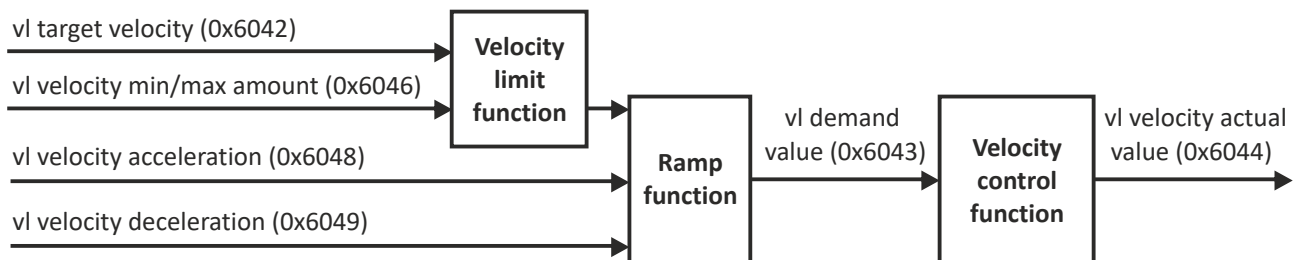 vl target velocity (0x6042)
vl velocity min/max amount (0x6046)
Velocity
limit
function
vl velocity acceleration (0x6048)
vl velocity deceleration (0x6049)
Ramp
function
vl demand
value (0x6043)
Velocity
control
function
vl velocity actual
value (0x6044)